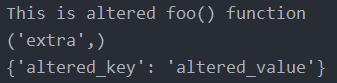 This is altered foo() function
('extra',)
{'altered_key': 'altered_value'}